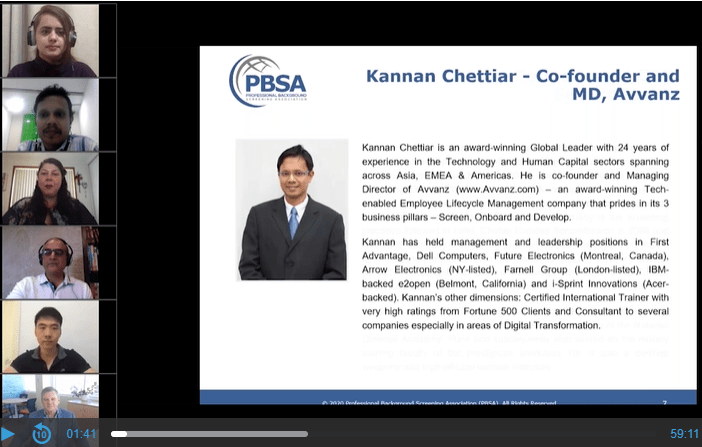 PBSA
PROFESSIONAL BACKGROUND
SCREENING ASSOCIATION
Kannan Chettiar - Co-founder and
MD, Avvanz
Kannan Chettiar is an award-winning Global Leader with 24 years of
experience in the Technology and Human Capital sectors spanning
across Asia, EMEA & Americas. He is co-founder and Managing
Director of Avvanz (www.Avvanz.com) – an award-winning Tech-
enabled Employee Lifecycle Management company that prides in its 3
business pillars – Screen, Onboard and Develop.
Kannan has held management and leadership positions in First
Advantage, Dell Computers, Future Electronics (Montreal, Canada),
Arrow Electronics (NY-listed), Farnell Group (London-listed), IBM-
backed e2open (Belmont, California) and i-Sprint Innovations (Acer-
backed). Kannan's other dimensions: Certified International Trainer with
very high ratings from Fortune 500 Clients and Consultant to several
companies especially in areas of Digital Transformation.
© 2020 Professional Background Screening Association (PBSA). All Rights Reserved
7
10
01:41
59:11